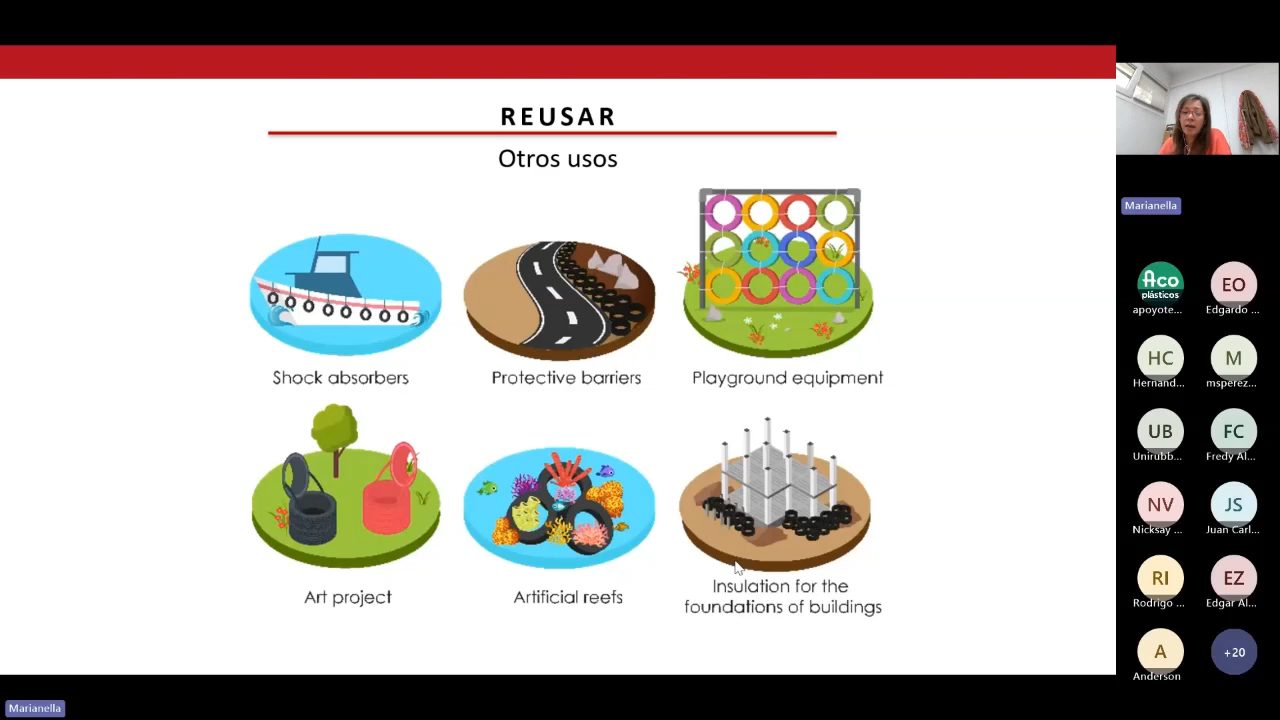 REUSAR
Otros usos
Shock absorbers
Protective barriers
Playground equipment
Art project
Artificial reefs
Insulation for the
foundations of buildings
Marianella
Aco
plásticos
apoyote...
EO
Edgardo ...
HC
Hernand...
M
msperez...
UB
Unirubb...
FC
Fredy Al...
NV
Nicksay ...
JS
Juan Carl...
RI
Rodrigo ...
EZ
Edgar Al...
A
Anderson
+20
Marianella